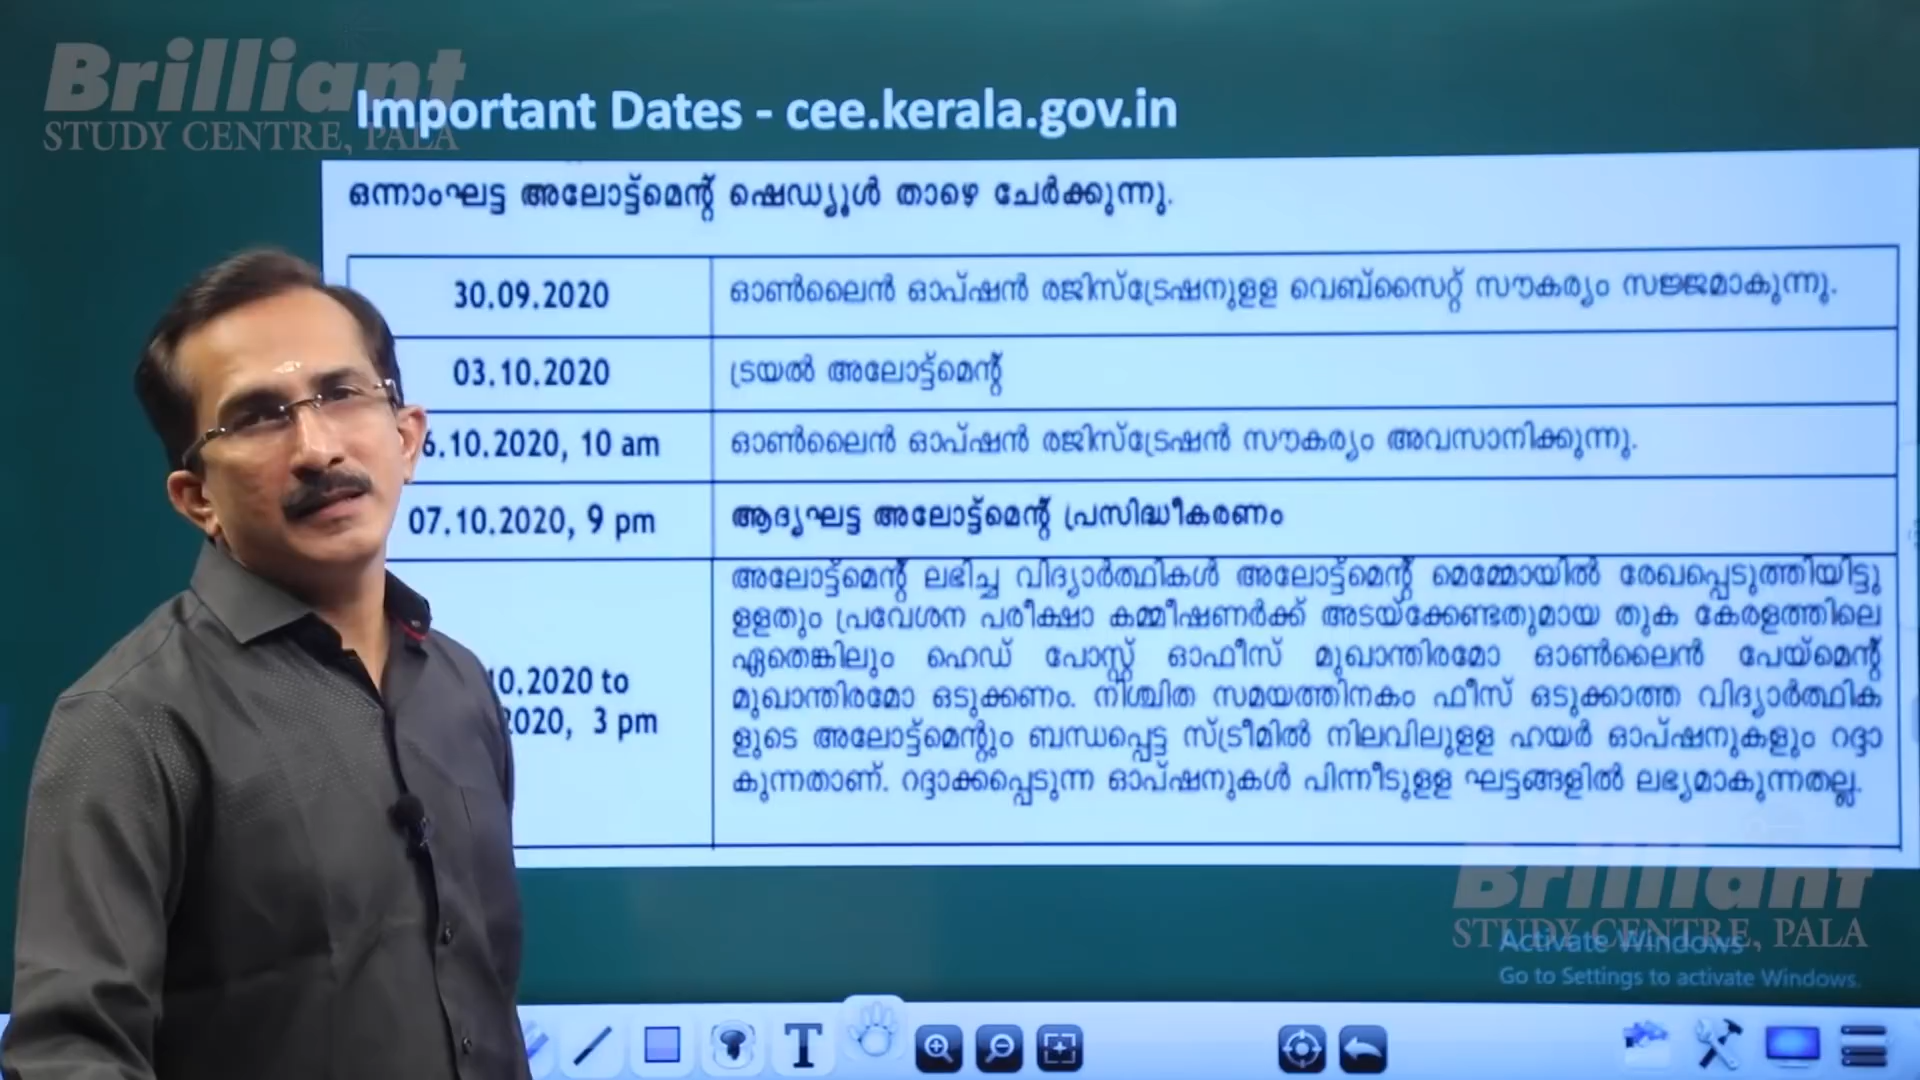 Brilliant
STUDY CENTRE, PALA
Important Dates - cee.kerala.gov.in
ഒന്നാംഘട്ട അലോട്ട്മെന്റ് ഷെഡ്യൂൾ താഴെ ചേർക്കുന്നു.
30.09.2020 ഓൺലൈൻ ഓപ്ഷൻ രജിസ്ട്രേഷനുളള വെബ്സൈറ്റ് സൗകര്യം സജ്ജമാകുന്നു.
03.10.2020 ട്രയൽ അലോട്ട്മെന്റ്
6.10.2020, 10 am ഓൺലൈൻ ഓപ്ഷൻ രജിസ്ട്രേഷൻ സൗകര്യം അവസാനിക്കുന്നു.
07.10.2020, 9 pm ആദ്യഘട്ട അലോട്ട്മെന്റ് പ്രസിദ്ധീകരണം
0.2020 to
2020, 3 pm
അലോട്ട്മെന്റ് ലഭിച്ച വിദ്യാർത്ഥികൾ അലോട്ട്മെന്റ് മെമ്മോയിൽ രേഖപ്പെടുത്തിയിട്ടു
ളളതും പ്രവേശന പരീക്ഷാ കമ്മീഷണർക്ക് അടയ്ക്കേണ്ടതുമായ തുക കേരളത്തിലെ
ഏതെങ്കിലും ഹെഡ് പോസ്റ്റ് ഓഫീസ് മുഖാന്തിരമോ ഓൺലൈൻ പേയ്മെന്റ്
മുഖാന്തിരമോ ഒടുക്കണം. നിശ്ചിത സമയത്തിനകം ഫീസ് ഒടുക്കാത്ത വിദ്യാർത്ഥിക
ളുടെ അലോട്ട്മെന്റും ബന്ധപ്പെട്ട സ്ട്രീമിൽ നിലവിലുളള ഹയർ ഓപ്ഷനുകളും റദ്ദാ
കുന്നതാണ്. റദ്ദാക്കപ്പെടുന്ന ഓപ്ഷനുകൾ പിന്നീടുളള ഘട്ടങ്ങളിൽ ലഭ്യമാകുന്നതല്ല.
Brilliant
STUDY CENTRE, PALA
Activate Windows
Go to Settings to activate Windows.
T